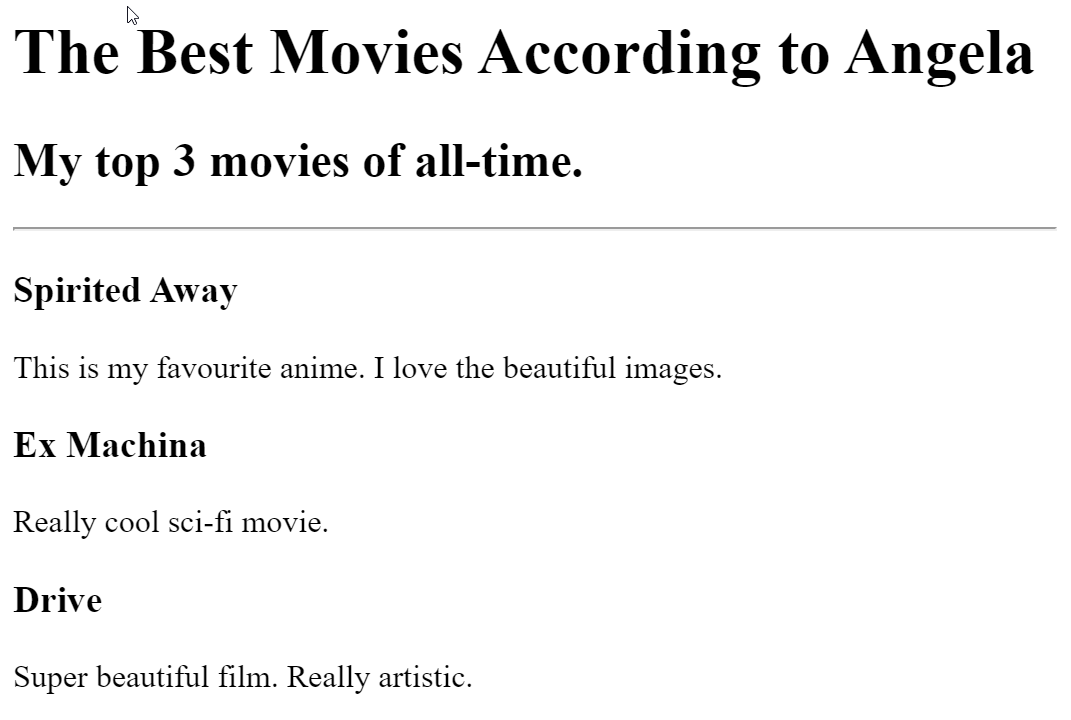 The Best Movies According to Angela
My top 3 movies of all-time.
Spirited Away
This is my favourite anime. I love the beautiful images.
Ex Machina
Really cool sci-fi movie.
Drive
Super beautiful film. Really artistic.